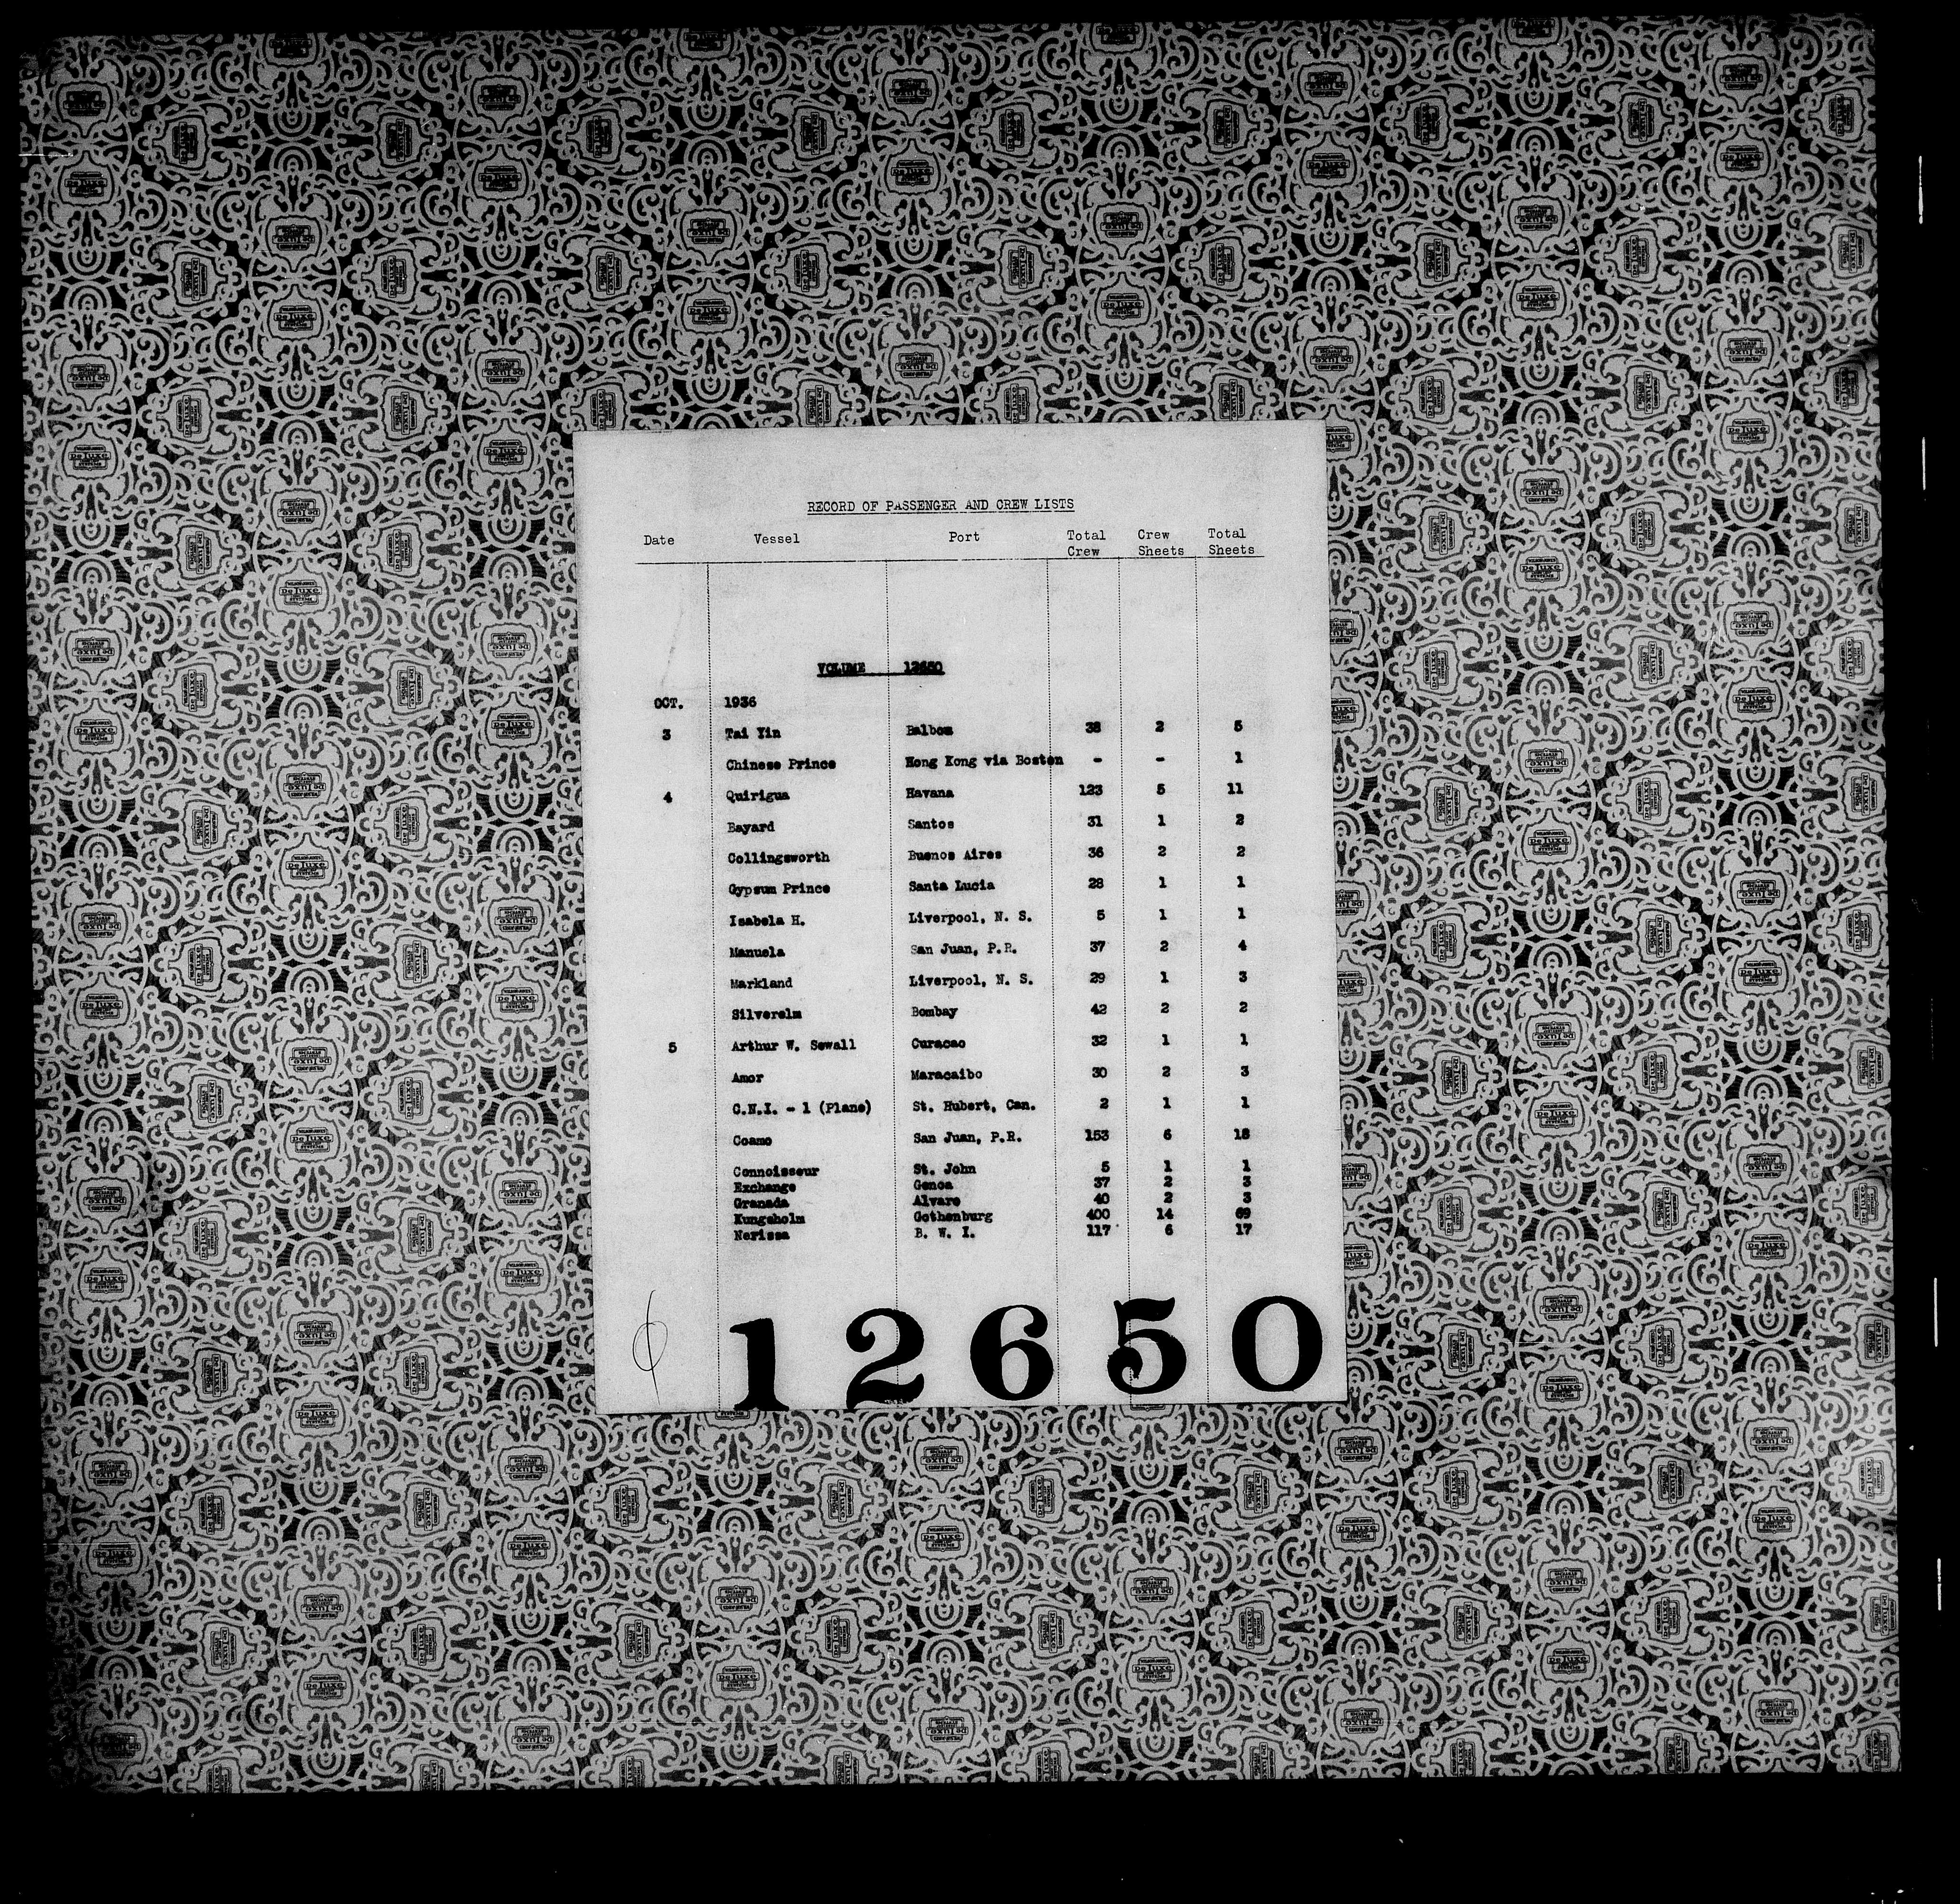 RECORD OF PASSENGER AND CREW LISTS
Date Vessel Port Total Crew Crew Sheets Total Sheets
VOLUME 12650
OCT. 1936
3 Tai Yin Balboa 38 2 5
Chinese Prince Hong Kong via Boston - - 1
4 Quirigua Havana 123 5 11
Bayard Santos 31 1 2
Collingsworth Buenos Aires 36 2 2
Gypsum Prince Santa Lucia 28 1 1
Isabela H. Liverpool, N. S. 5 1 1
Manuela San Juan, P.R. 37 2 4
Markland Liverpool, N. S. 29 1 3
Silverelm Bombay 42 2 2
5 Arthur W. Sewall Curacao 32 1 1
Amor Maracaibo 30 2 3
C.N.I. - 1 (Plane) St. Hubert, Can. 2 1 1
Coamo San Juan, P.R. 153 6 18
Connoisseur St. John 5 1 1
Exchange Genoa 37 2 3
Granada Alvaro 40 2 3
Kungsholm Gothenburg 400 14 69
Nerissa B. W. I. 117 6 17
12650
WILSON-JONES
De Luxe
SYSTEMS